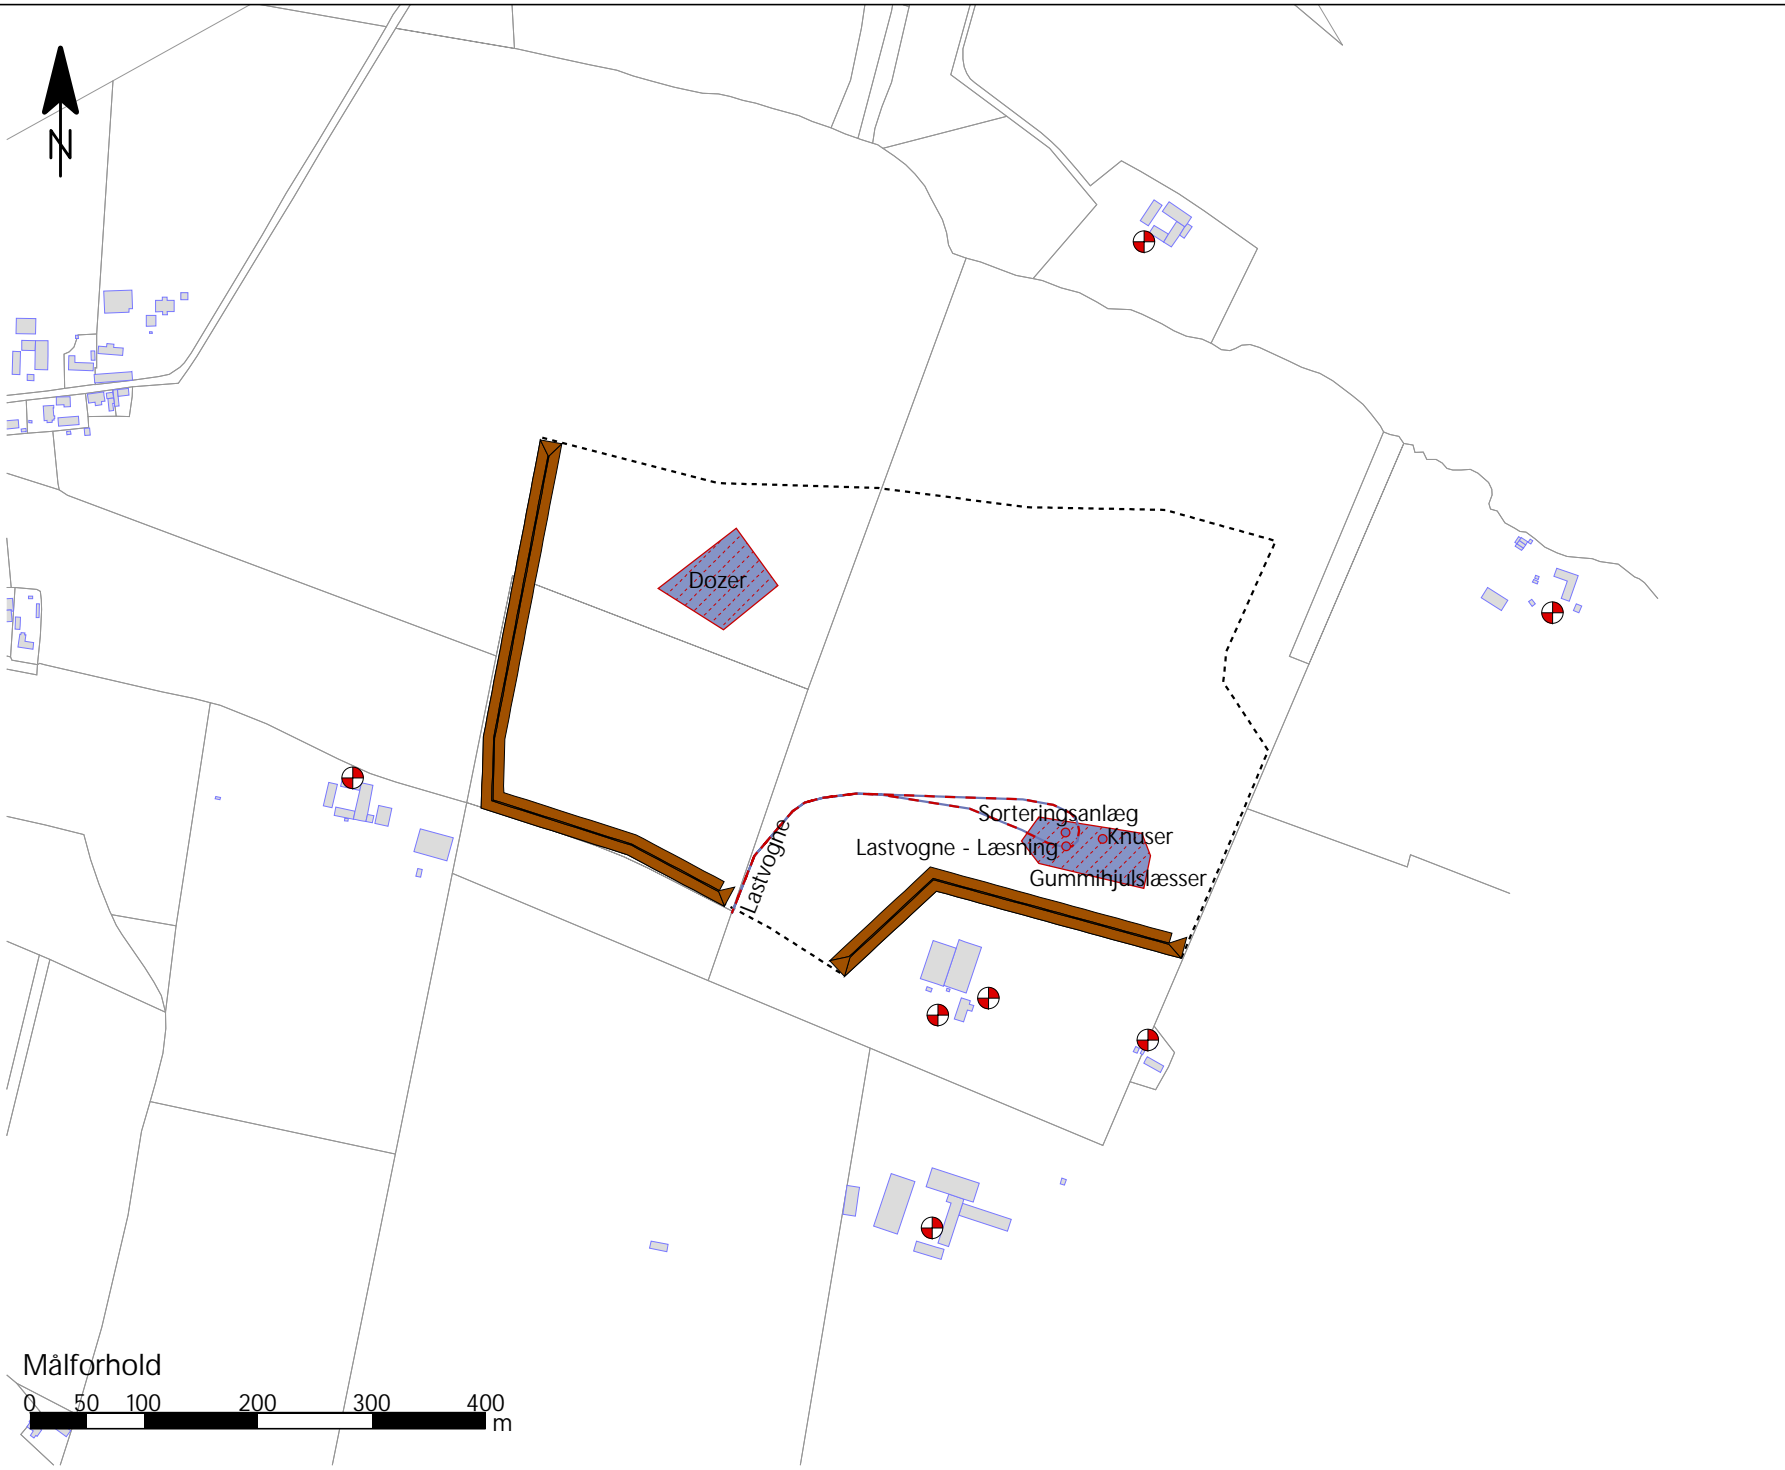 N
Dozer
Sorteringsanlæg
Knuser
Lastvogne - Læsning
Gummihjulslæsser
Lastvogne
Målforhold
0 50 100 200 300 400
m